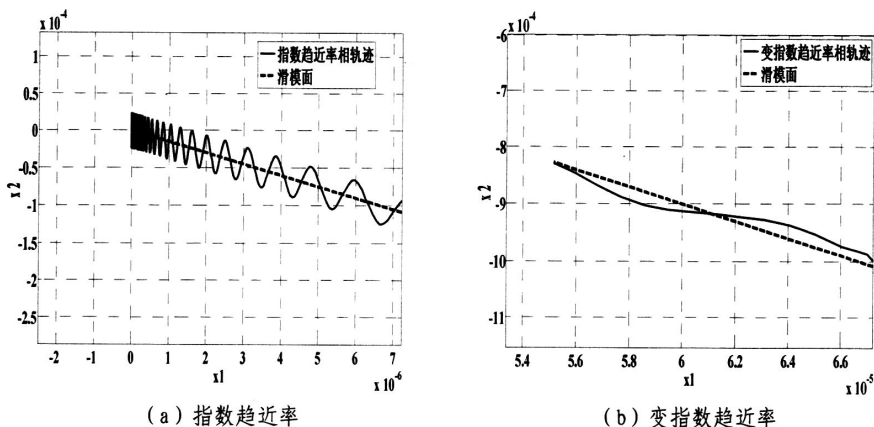 x 10⁻⁴
指数趋近率相轨迹
滑模面
1
0.5
0
-0.5
-1
-1.5
-2
-2.5
x 2
-2 -1 0 1 2 3 4 5 6 7
x1
x 10⁻⁶
(a) 指数趋近率
x 10⁻⁴
变指数趋近率相轨迹
滑模面
-6
-7
-8
-9
-10
-11
x 2
5.4 5.6 5.8 6 6.2 6.4 6.6
x1
x 10⁻⁵
(b) 变指数趋近率